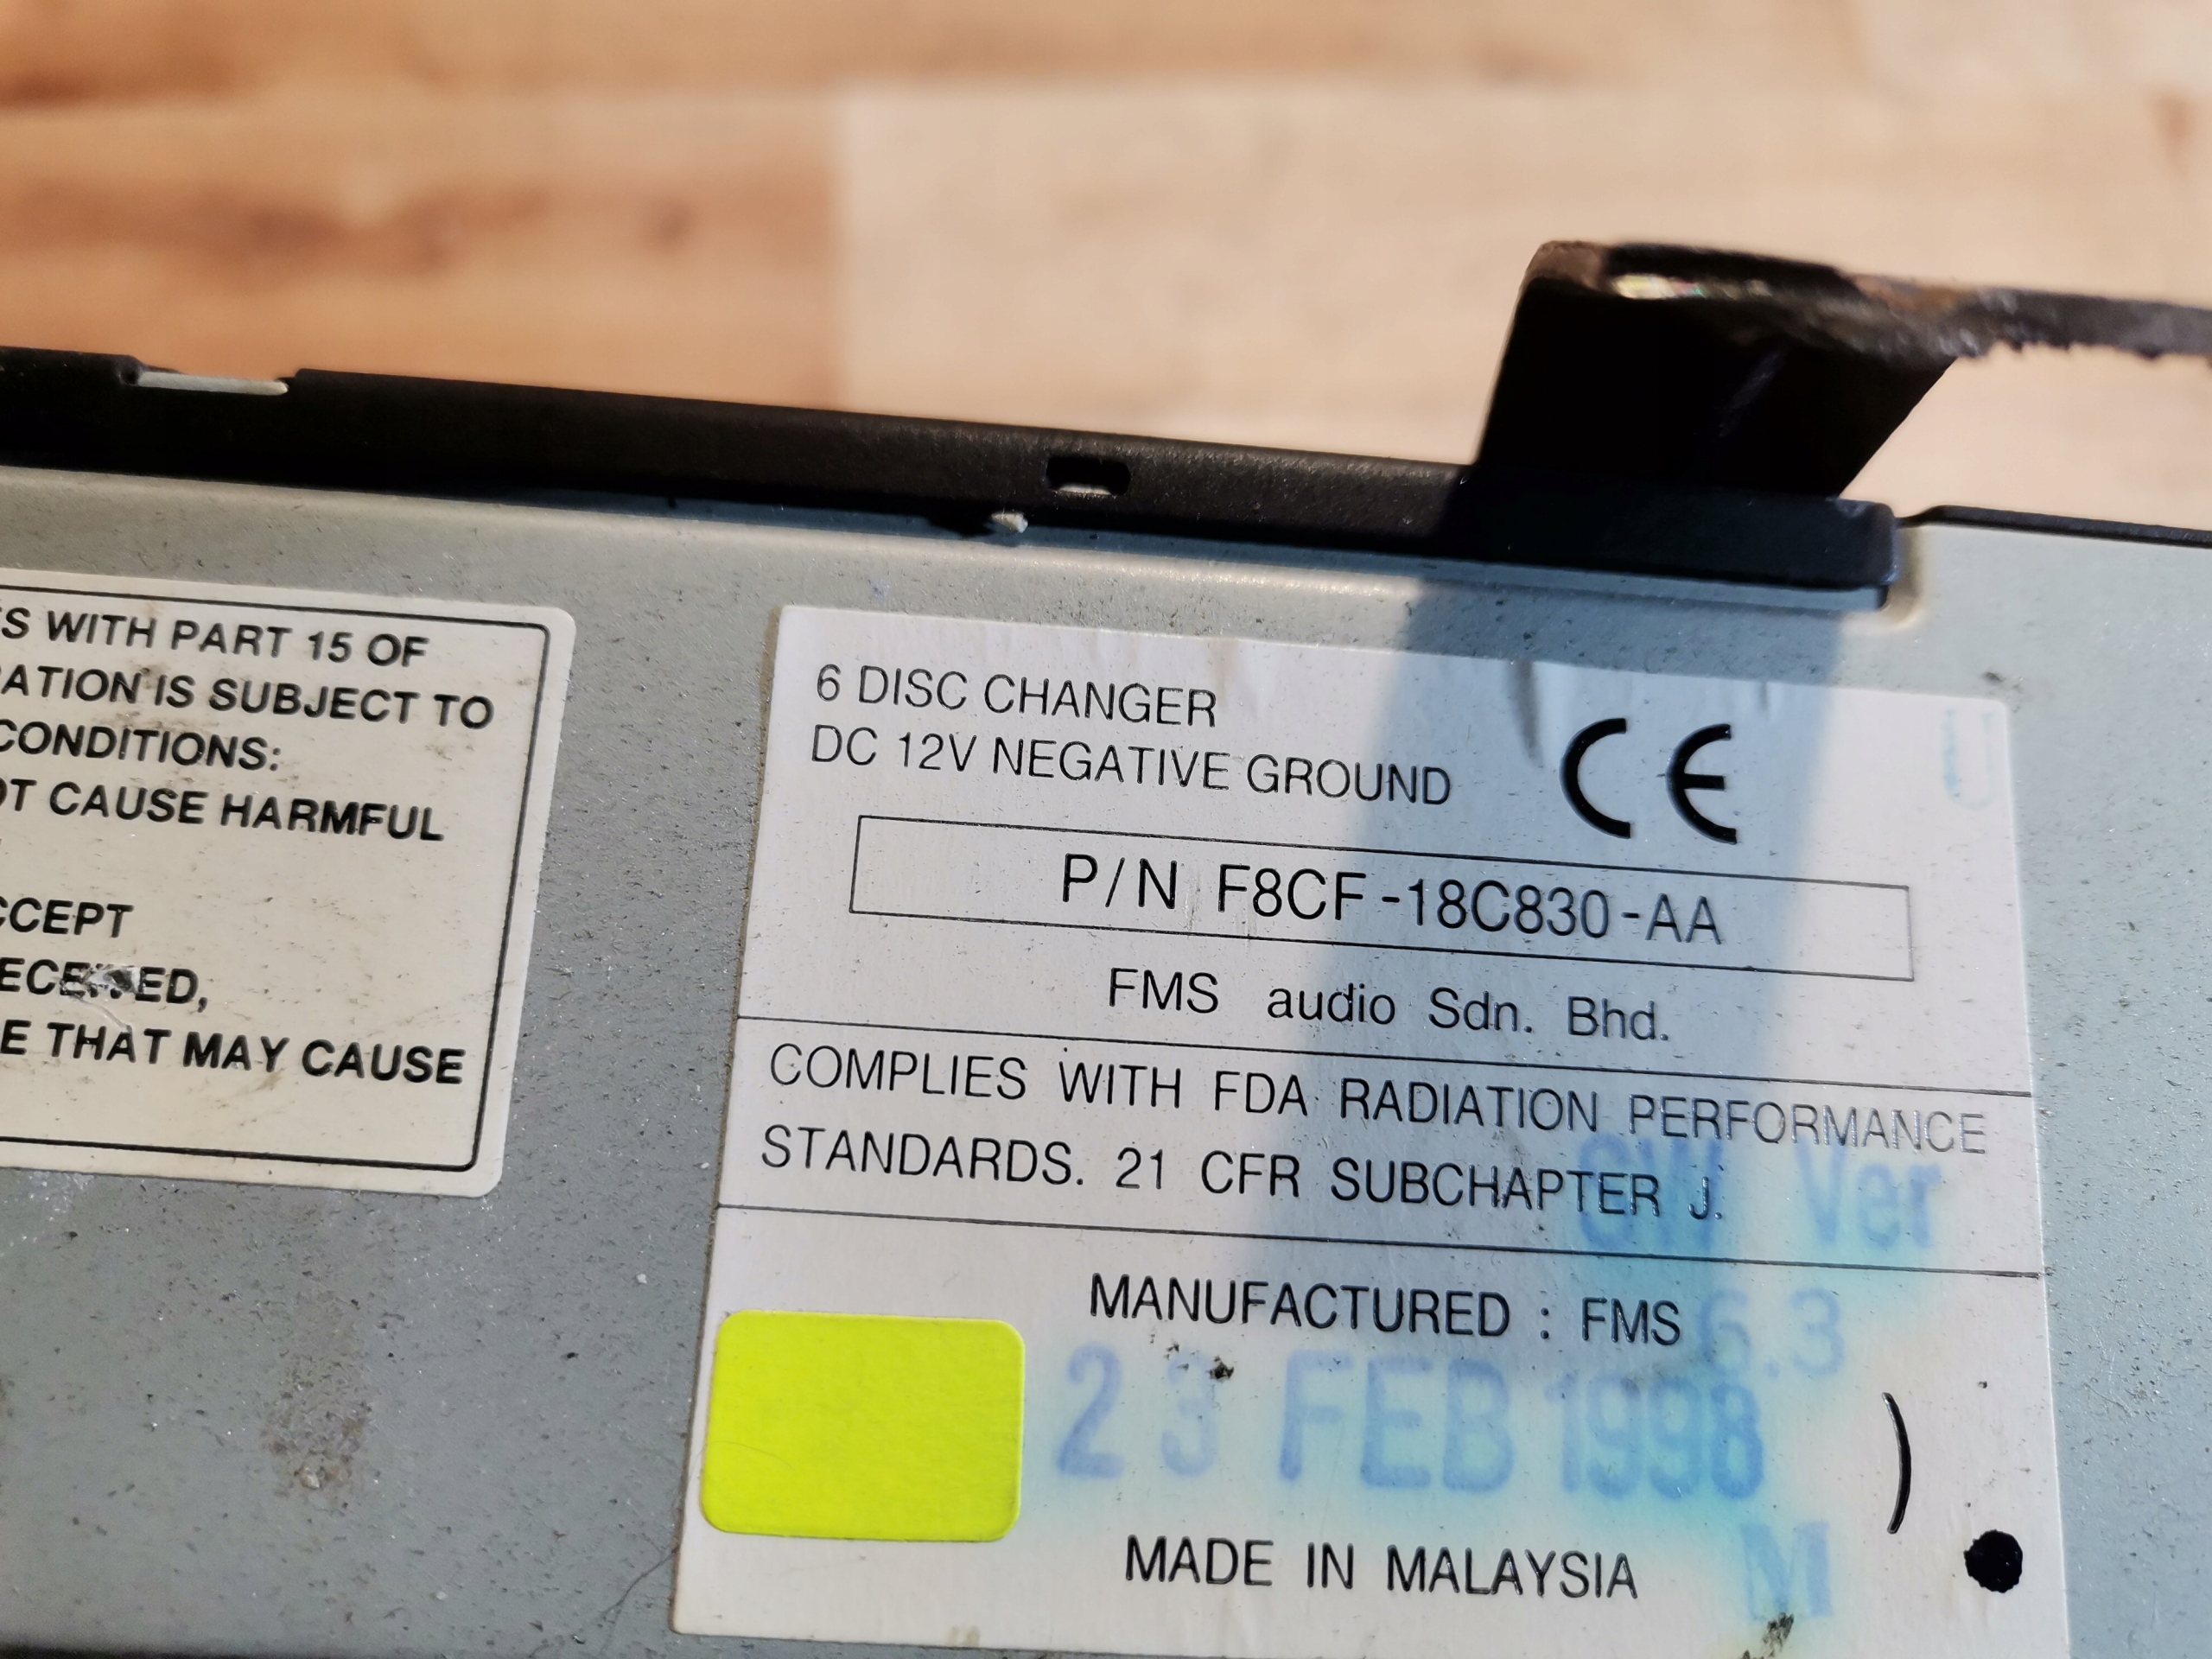 S WITH PART 15 OF
ATION IS SUBJECT TO
CONDITIONS:
OT CAUSE HARMFUL
CCEPT
E THAT MAY CAUSE
6 DISC CHANGER
DC 12V NEGATIVE GROUND
CE
P/N F8CF-18C830-AA
FMS audio Sdn. Bhd.
COMPLIES WITH FDA RADIATION PERFORMANCE
STANDARDS. 21 CFR SUBCHAPTER J.
Ver
MANUFACTURED : FMS
6.3
23 FEB 1998
)
MADE IN MALAYSIA
M